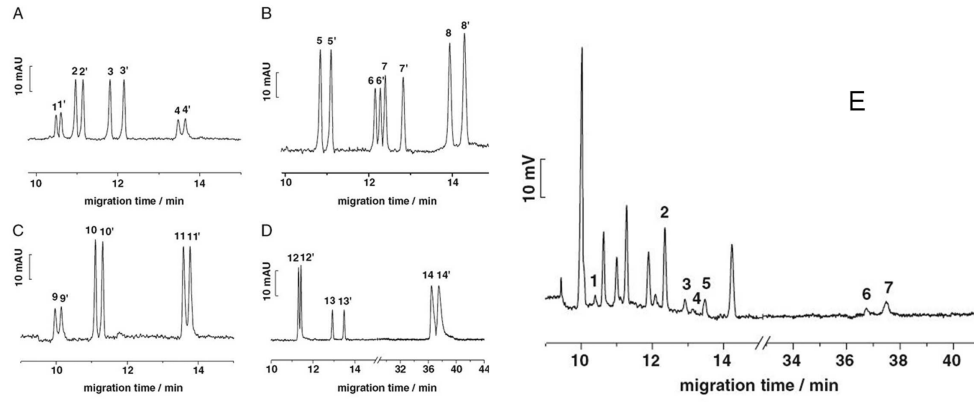 A
10 mAU
1 1' 2 2' 3 3' 4 4'
10 12 14
migration time / min
B
10 mAU
5 5' 6 6' 7 7' 8 8'
10 12 14
migration time / min
C
10 mAU
9 9' 10 10' 11 11'
10 12 14
migration time / min
D
10 mAU
12 12' 13 13' 14 14'
10 12 14 30 36 42 44
migration time / min
E
10 mV
1 2 3 4 5 6 7
10 12 14 34 36 38 40
migration time / min